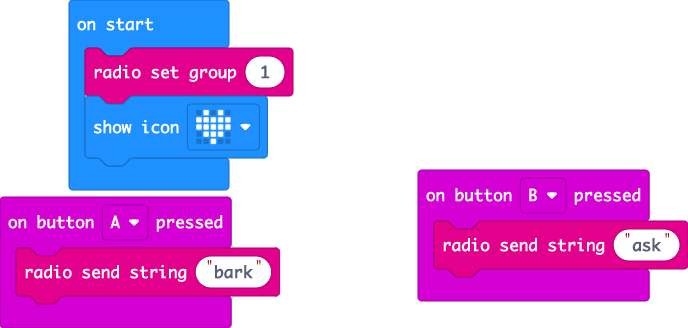 on start
radio set group 1
show icon
on button A pressed
radio send string "bark"
on button B pressed
radio send string "ask"